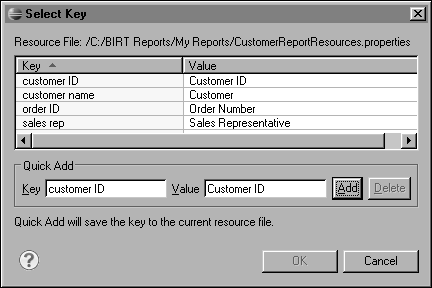 Select Key
Resource File: /C:/BIRT Reports/My Reports/CustomerReportResources.properties
Key Value
customer ID Customer ID
customer name Customer
order ID Order Number
sales rep Sales Representative
Quick Add
Key customer ID Value Customer ID Add Delete
Quick Add will save the key to the current resource file.
? OK Cancel